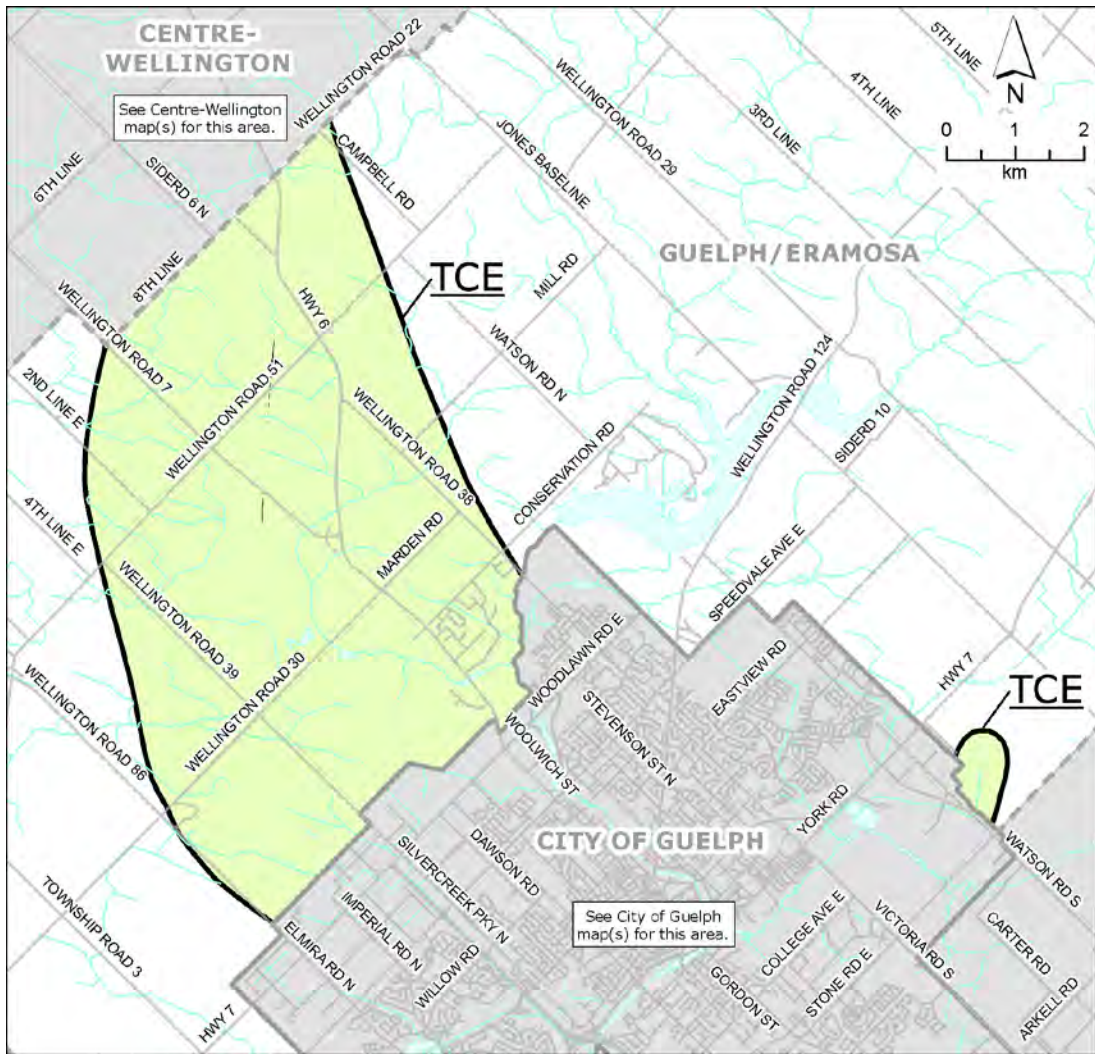 CENTRE-
WELLINGTON
See Centre-Wellington
map(s) for this area.
WELLINGTON ROAD 22
5TH LINE
4TH LINE
3RD LINE
WELLINGTON ROAD 29
JONES BASELINE
N
0 1 2
km
6TH LINE
SIDERD 6 N
CAMPBELL RD
8TH LINE
HWY 6
TCE
MILL RD
GUELPH/ERAMOSA
WELLINGTON ROAD 7
2ND LINE E
WELLINGTON ROAD 51
WATSON RD N
WELLINGTON ROAD 124
WELLINGTON ROAD 38
CONSERVATION RD
SIDERD 10
4TH LINE E
MARDEN RD
SPEEDVALE AVE E
WELLINGTON ROAD 39
WELLINGTON ROAD 30
WOODLAWN RD E
EASTVIEW RD
HWY 7
TCE
WELLINGTON ROAD 86
WOOLWICH ST
STEVENSON ST N
YORK RD
CITY OF GUELPH
DAWSON RD
SILVERCREEK PKY N
WATSON RD S
TOWNSHIP ROAD 3
IMPERIAL RD N
ELMIRA RD N
WILLOW RD
See City of Guelph
map(s) for this area.
COLLEGE AVE E
VICTORIA RD S
CARTER RD
GORDON ST
STONE RD E
ARKELL RD
HWY 7